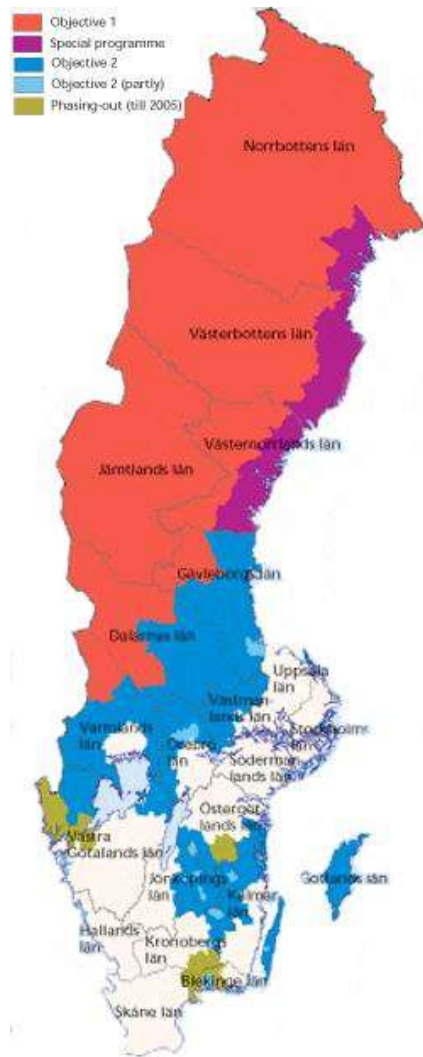 Objective 1
Special programme
Objective 2
Objective 2 (partly)
Phasing-out (till 2005)
Norrbottens län
Västerbottens län
Västernorrlands län
Jämtlands län
Gävleborgs län
Dalarnas län
Uppsala
län
Västman-
lands län
Värmlands
län
Örebro
län
Stockholms
län
Söderman-
lands län
Östergöt-
lands län
Västra
Götalands län
Jönköpings
län
Kalmar
län
Gotlands län
Hallands
län
Kronobergs
län
Blekinge län
Skåne län